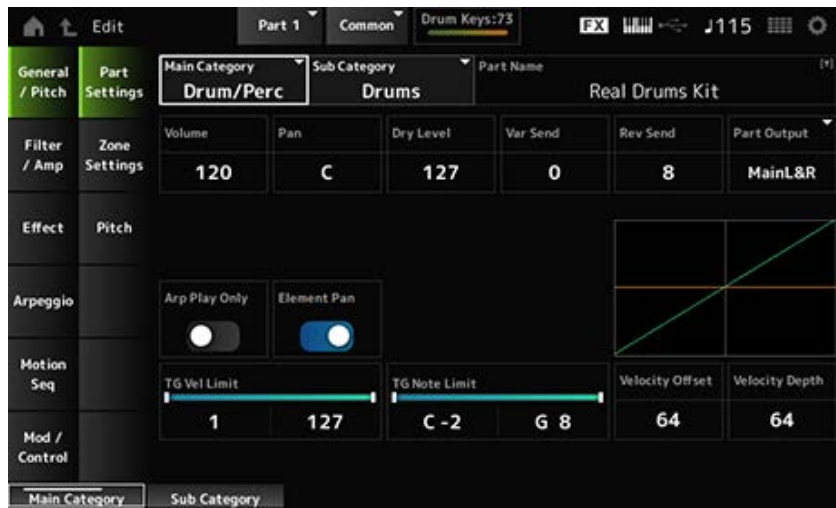 Edit
Part 1
Common
Drum Keys:73
FX
♩115
General / Pitch
Part Settings
Main Category
Drum/Perc
Sub Category
Drums
Part Name
[*]
Real Drums Kit
Filter / Amp
Zone Settings
Volume
120
Pan
C
Dry Level
127
Var Send
0
Rev Send
8
Part Output
MainL&R
Effect
Pitch
Arpeggio
Arp Play Only
Element Pan
Motion Seq
TG Vel Limit
1
127
TG Note Limit
C -2
G 8
Velocity Offset
64
Velocity Depth
64
Mod / Control
Main Category
Sub Category